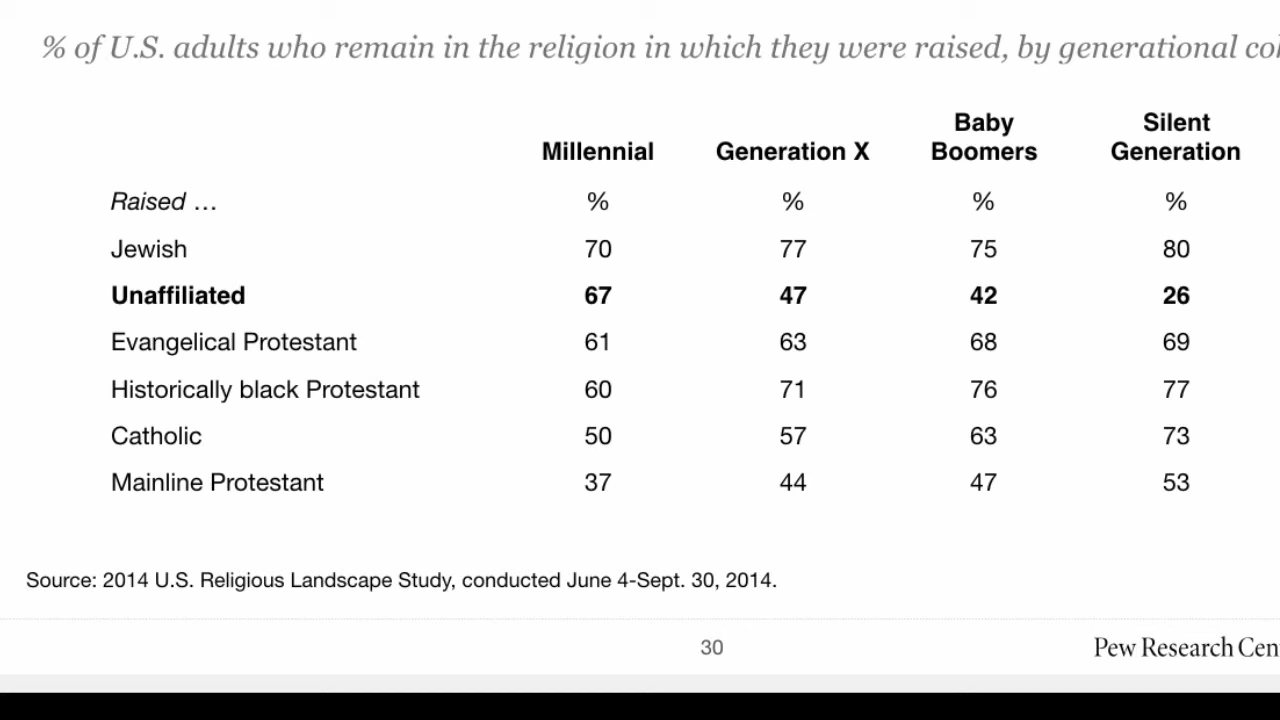 % of U.S. adults who remain in the religion in which they were raised, by generational
Baby Silent
Millennial Generation X Boomers Generation
Raised … % % % %
Jewish 70 77 75 80
Unaffiliated 67 47 42 26
Evangelical Protestant 61 63 68 69
Historically black Protestant 60 71 76 77
Catholic 50 57 63 73
Mainline Protestant 37 44 47 53
Source: 2014 U.S. Religious Landscape Study, conducted June 4-Sept. 30, 2014.
30 Pew Research Cen